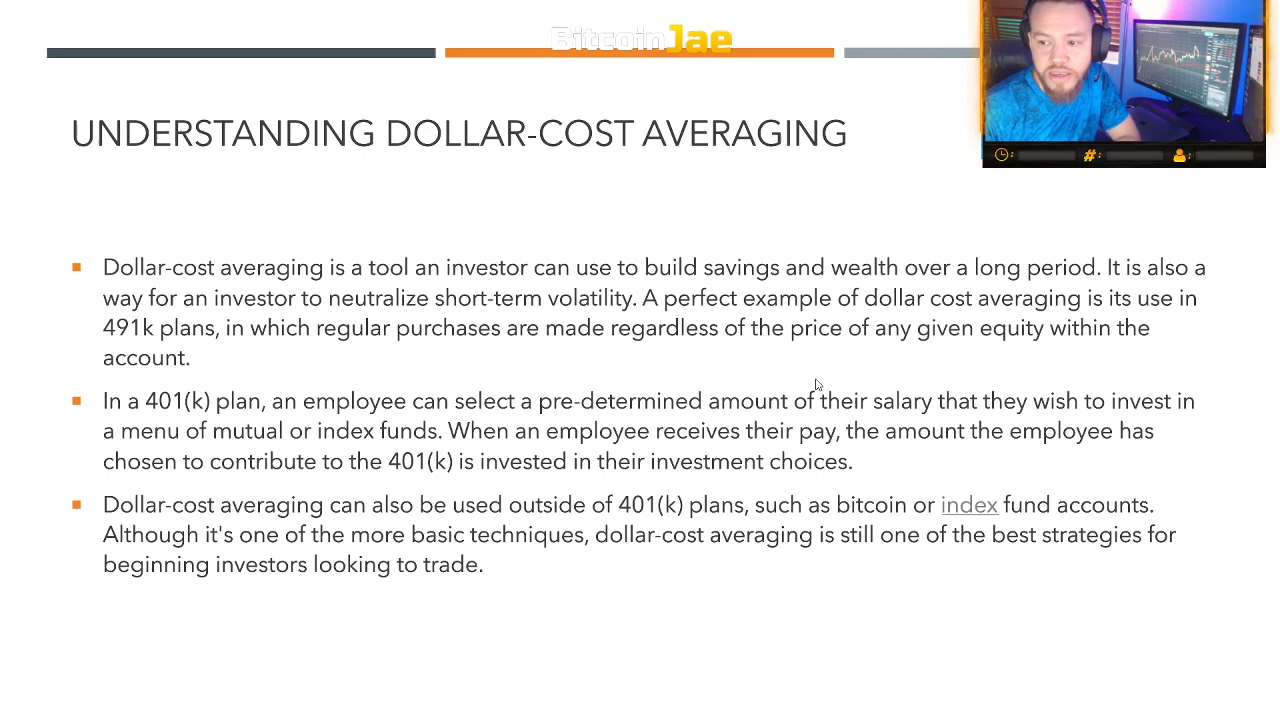 BitcoinJae
UNDERSTANDING DOLLAR-COST AVERAGING
Dollar-cost averaging is a tool an investor can use to build savings and wealth over a long period. It is also a
way for an investor to neutralize short-term volatility. A perfect example of dollar cost averaging is its use in
491k plans, in which regular purchases are made regardless of the price of any given equity within the
account.
In a 401(k) plan, an employee can select a pre-determined amount of their salary that they wish to invest in
a menu of mutual or index funds. When an employee receives their pay, the amount the employee has
chosen to contribute to the 401(k) is invested in their investment choices.
Dollar-cost averaging can also be used outside of 401(k) plans, such as bitcoin or index fund accounts.
Although it's one of the more basic techniques, dollar-cost averaging is still one of the best strategies for
beginning investors looking to trade.
#: